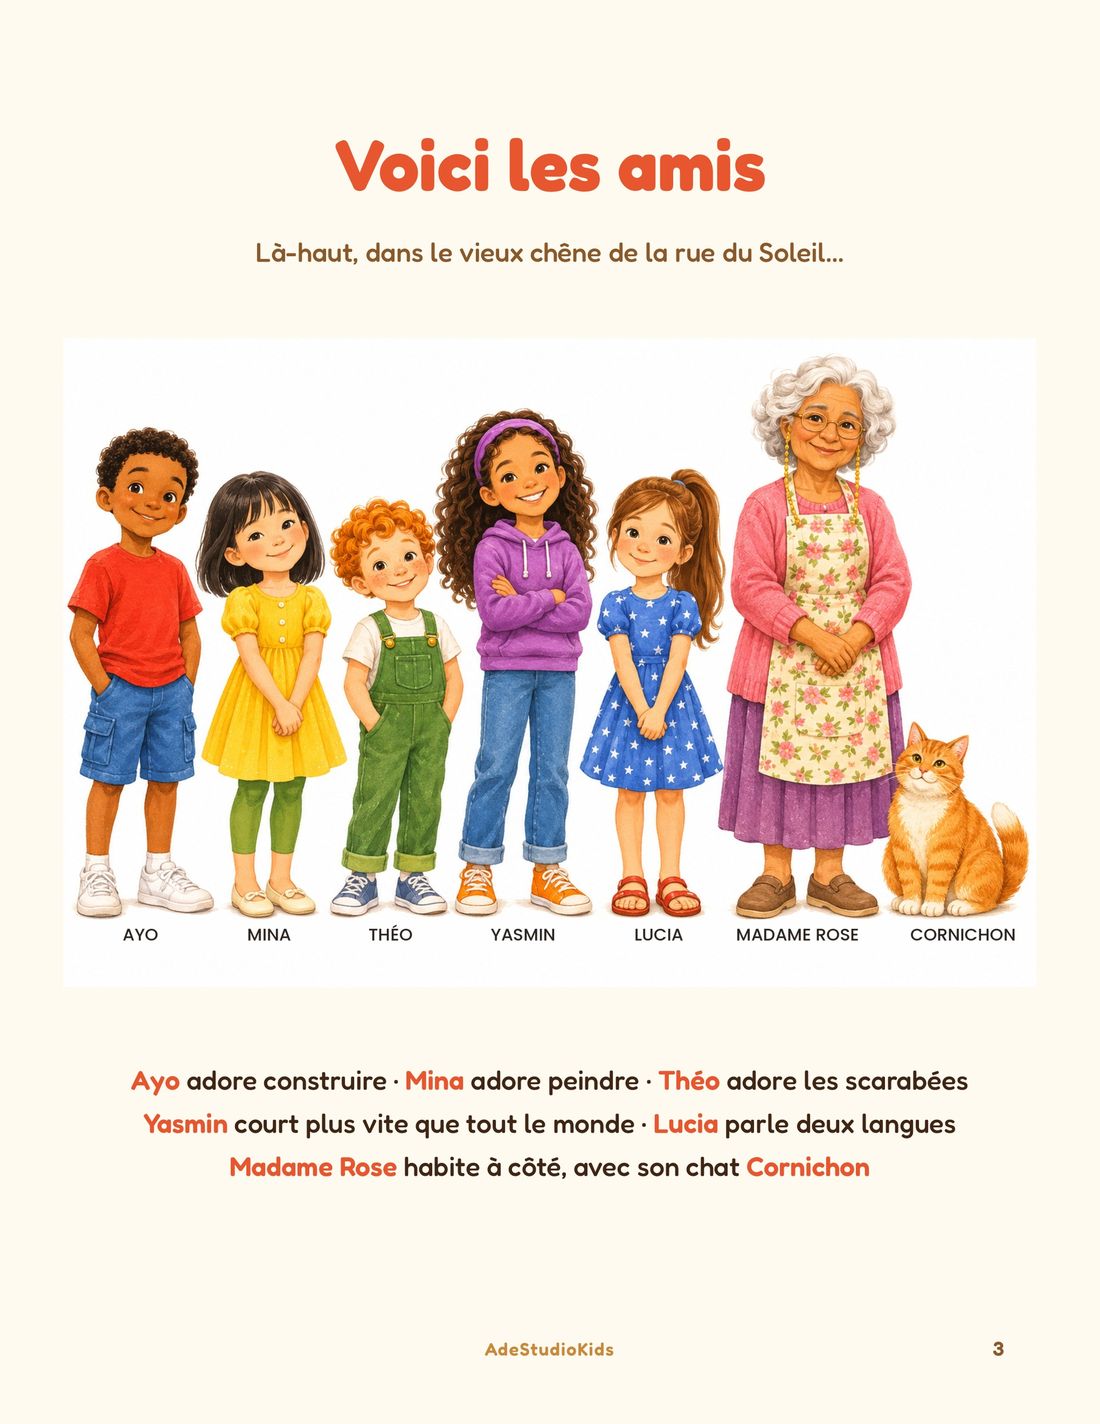 Voici les amis
Là-haut, dans le vieux chêne de la rue du Soleil...
AYO
MINA
THÉO
YASMIN
LUCIA
MADAME ROSE
CORNICHON
Ayo adore construire · Mina adore peindre · Théo adore les scarabées
Yasmin court plus vite que tout le monde · Lucia parle deux langues
Madame Rose habite à côté, avec son chat Cornichon
AdeStudioKids
3